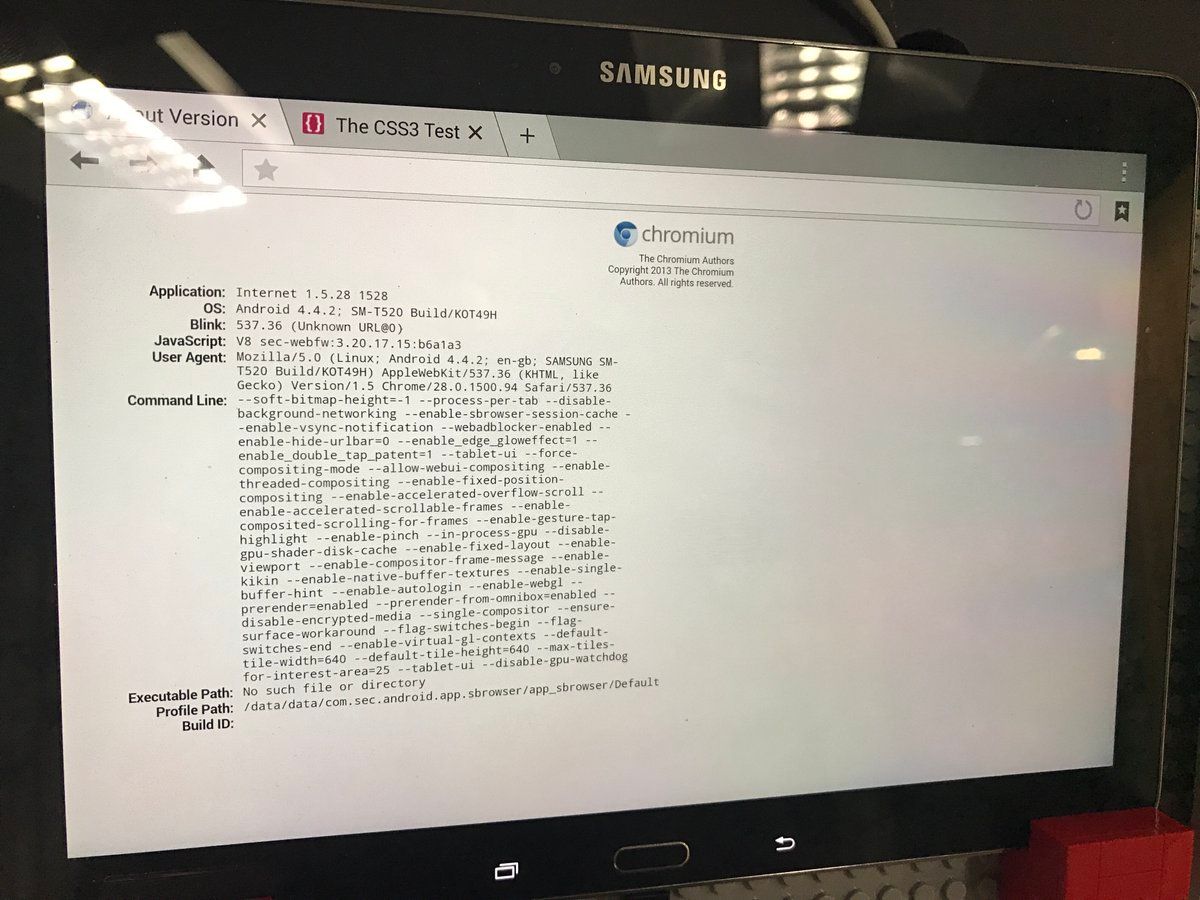 SAMSUNG
out Version
The CSS3 Test
chromium
The Chromium Authors
Copyright 2013 The Chromium
Authors. All rights reserved.
Application: Internet 1.5.28 1528
OS: Android 4.4.2; SM-T520 Build/KOT49H
Blink: 537.36 (Unknown URL@0)
JavaScript: V8 sec-webfw:3.20.17.15:b6a1a3
User Agent: Mozilla/5.0 (Linux; Android 4.4.2; en-gb; SAMSUNG SM-
T520 Build/KOT49H) AppleWebKit/537.36 (KHTML, like
Gecko) Version/1.5 Chrome/28.0.1500.94 Safari/537.36
Command Line: --soft-bitmap-height=-1 --process-per-tab --disable-
background-networking --enable-sbrowser-session-cache -
-enable-vsync-notification --webadblocker-enabled --
enable-hide-urlbar=0 --enable_edge_gloweffect=1 --
enable_double_tap_patent=1 --tablet-ui --force-
compositing-mode --allow-webui-compositing --enable-
threaded-compositing --enable-fixed-position-
compositing --enable-accelerated-overflow-scroll --
enable-accelerated-scrollable-frames --enable-
composited-scrolling-for-frames --enable-gesture-tap-
highlight --enable-pinch --in-process-gpu --disable-
gpu-shader-disk-cache --enable-fixed-layout --enable-
viewport --enable-compositor-frame-message --enable-
kikin --enable-native-buffer-textures --enable-single-
buffer-hint --enable-autologin --enable-webgl --
prerender=enabled --prerender-from-omnibox=enabled --
disable-encrypted-media --single-compositor --ensure-
surface-workaround --flag-switches-begin --flag-
switches-end --enable-virtual-gl-contexts --default-
tile-width=640 --default-tile-height=640 --max-tiles-
for-interest-area=25 --tablet-ui --disable-gpu-watchdog
Executable Path: No such file or directory
Profile Path: /data/data/com.sec.android.app.sbrowser/app_sbrowser/Default
Build ID: